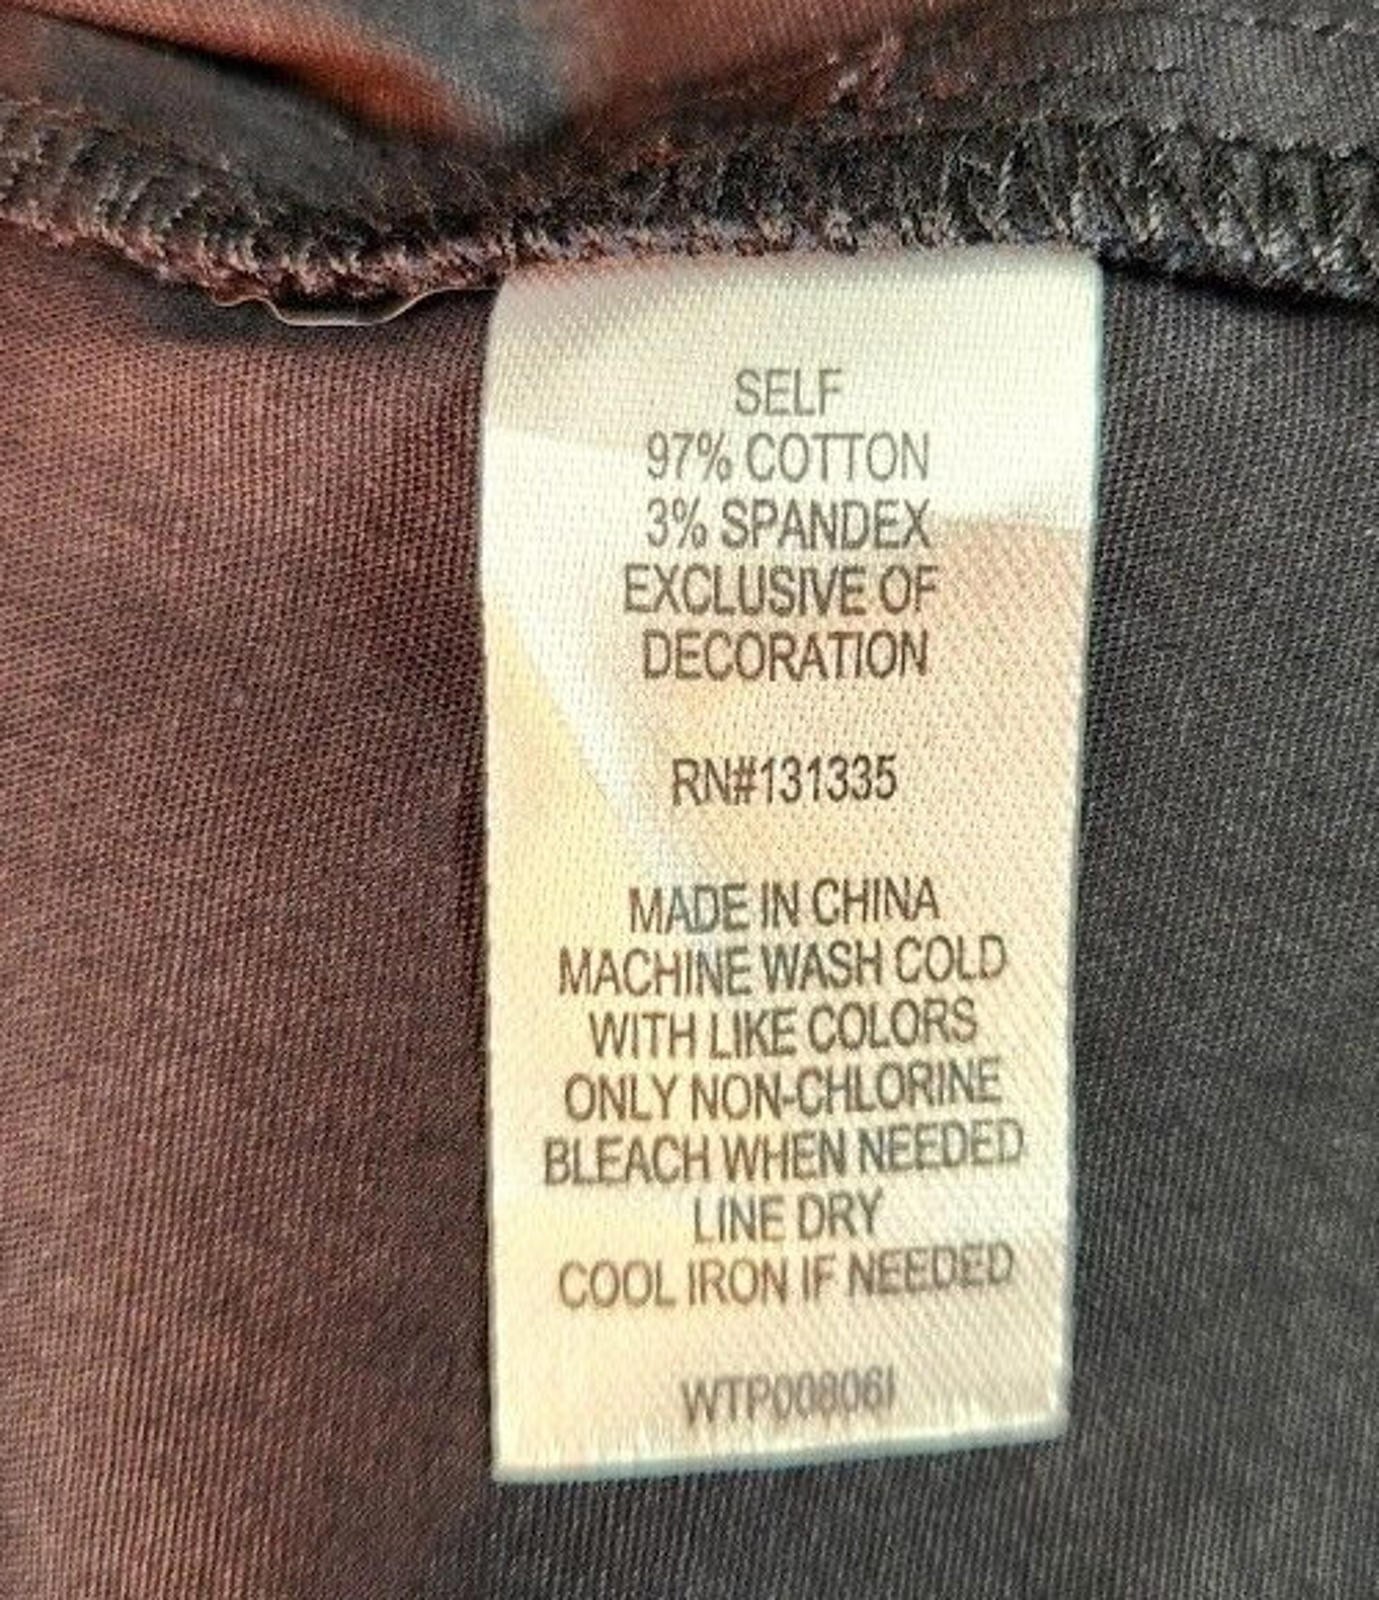 SELF
97% COTTON
3% SPANDEX
EXCLUSIVE OF
DECORATION
RN#131335
MADE IN CHINA
MACHINE WASH COLD
WITH LIKE COLORS
ONLY NON-CHLORINE
BLEACH WHEN NEEDED
LINE DRY
COOL IRON IF NEEDED
WTP00806I